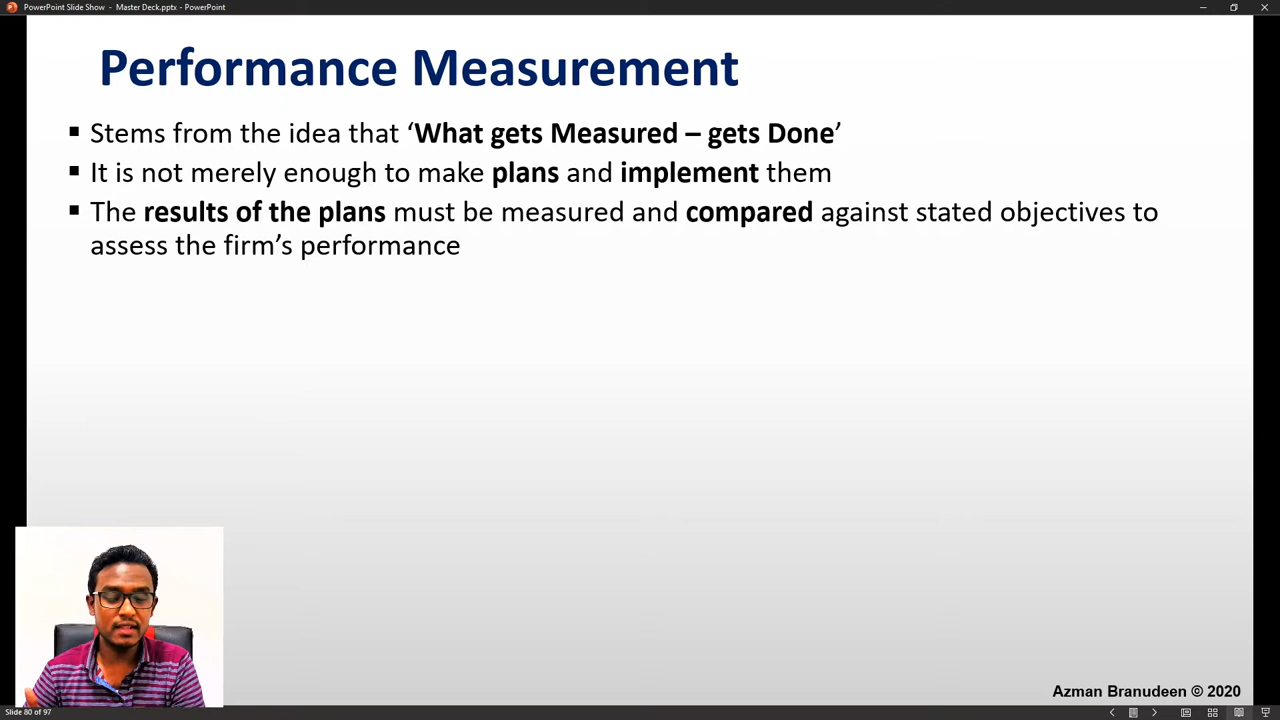 PowerPoint Slide Show - Master Deck.pptx - PowerPoint
Performance Measurement
▪ Stems from the idea that ‘What gets Measured – gets Done’
▪ It is not merely enough to make plans and implement them
▪ The results of the plans must be measured and compared against stated objectives to
assess the firm’s performance
Azman Branudeen © 2020
Slide 80 of 97